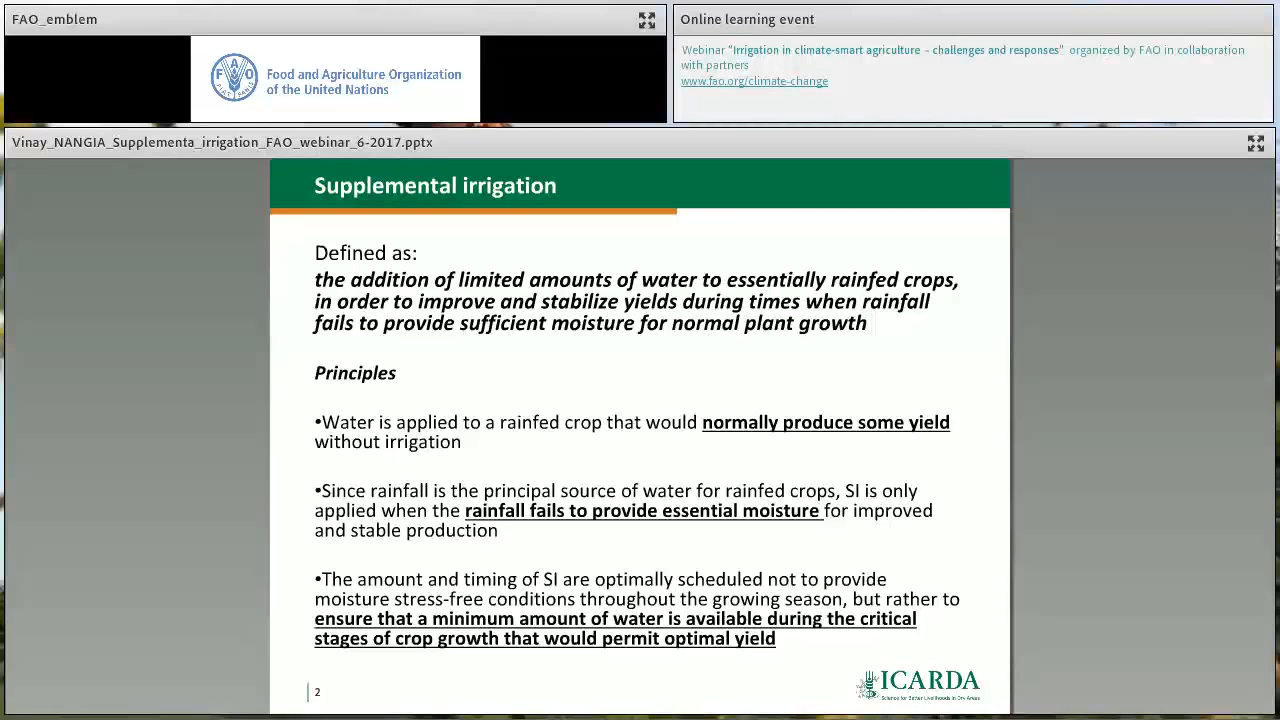 FAO_emblem
Food and Agriculture Organization
of the United Nations
Online learning event
Webinar "Irrigation in climate-smart agriculture – challenges and responses" organized by FAO in collaboration
with partners
www.fao.org/climate-change
Vinay_NANGIA_Supplementa_irrigation_FAO_webinar_6-2017.pptx
Supplemental irrigation
Defined as:
the addition of limited amounts of water to essentially rainfed crops,
in order to improve and stabilize yields during times when rainfall
fails to provide sufficient moisture for normal plant growth
Principles
•Water is applied to a rainfed crop that would normally produce some yield
without irrigation
•Since rainfall is the principal source of water for rainfed crops, SI is only
applied when the rainfall fails to provide essential moisture for improved
and stable production
•The amount and timing of SI are optimally scheduled not to provide
moisture stress-free conditions throughout the growing season, but rather to
ensure that a minimum amount of water is available during the critical
stages of crop growth that would permit optimal yield
2
ICARDA
Science for Better Livelihoods in Dry Areas